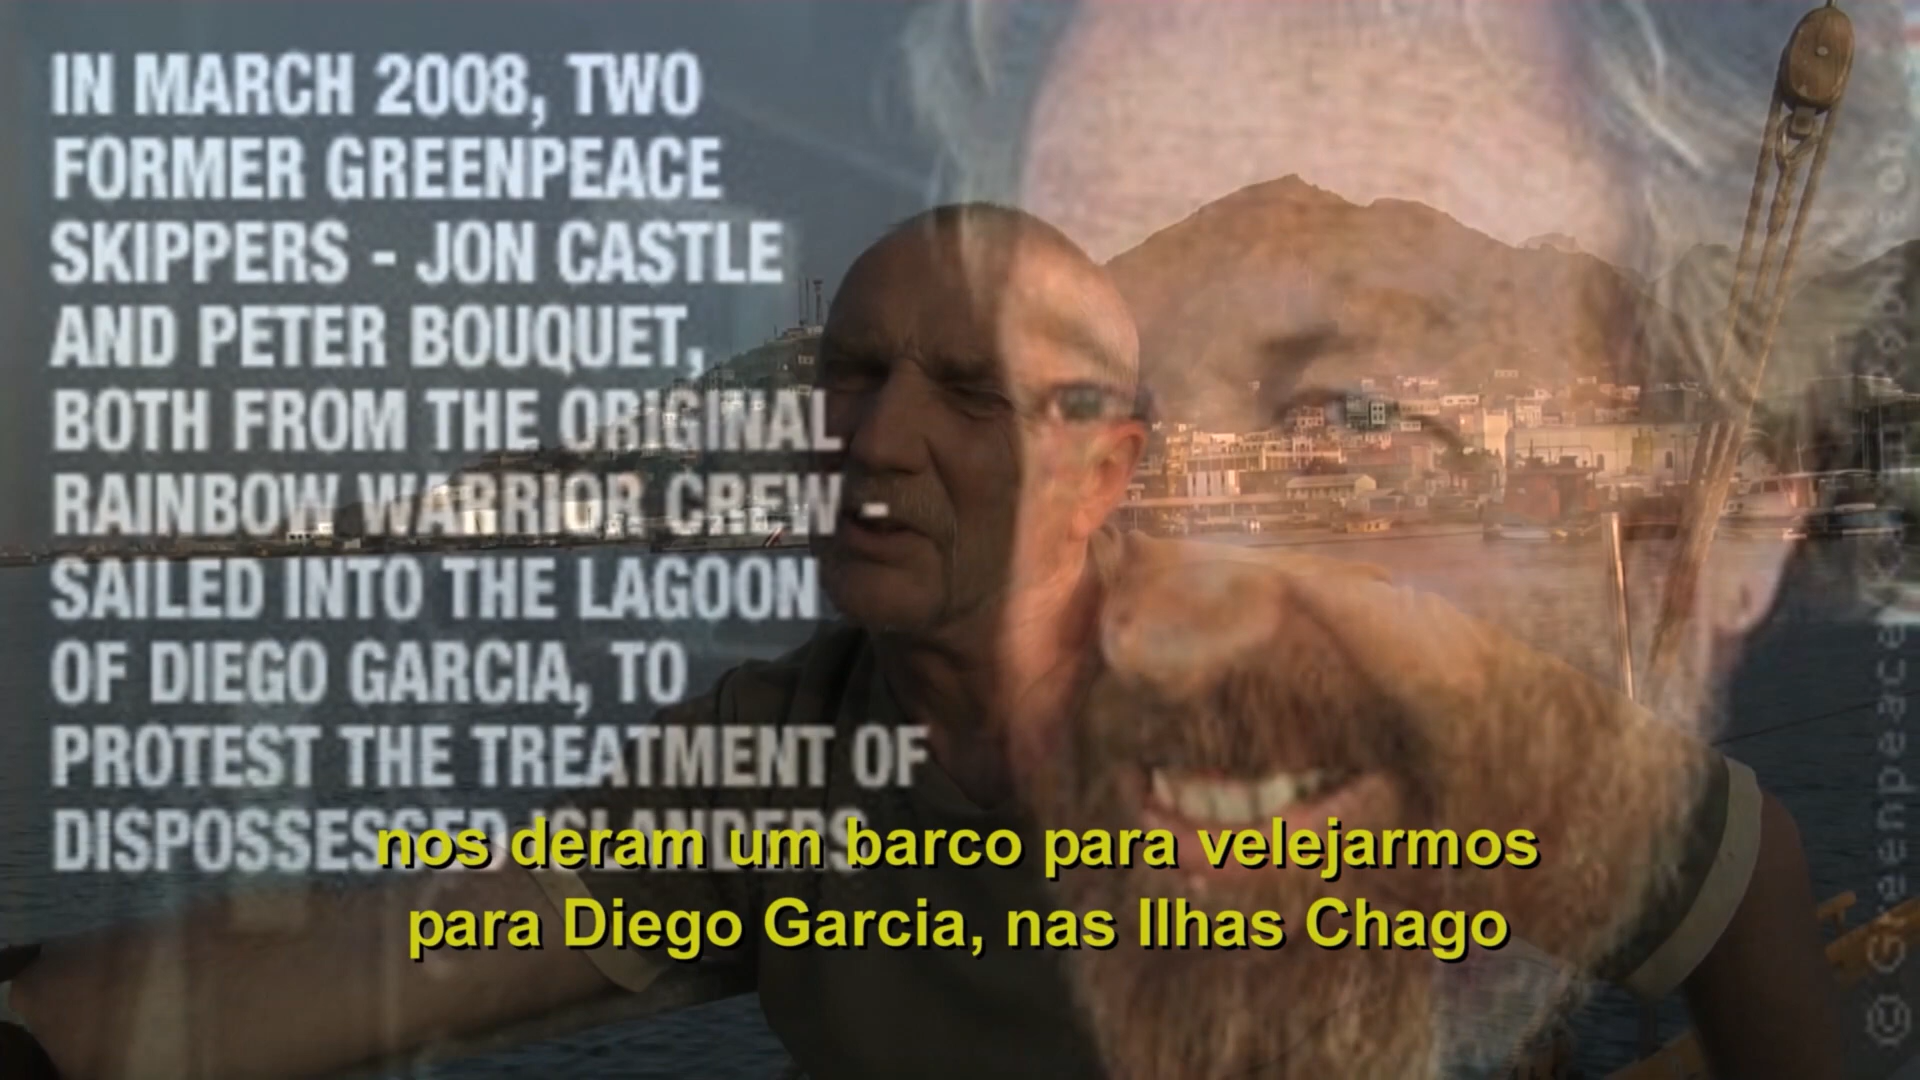 IN MARCH 2008, TWO
FORMER GREENPEACE
SKIPPERS - JON CASTLE
AND PETER BOUQUET,
BOTH FROM THE ORIGINAL
RAINBOW WARRIOR CREW -
SAILED INTO THE LAGOON
OF DIEGO GARCIA, TO
PROTEST THE TREATMENT OF
DISPOSSESSED ISLANDERS
nos deram um barco para velejarmos
para Diego Garcia, nas Ilhas Chago
© Greenpeace